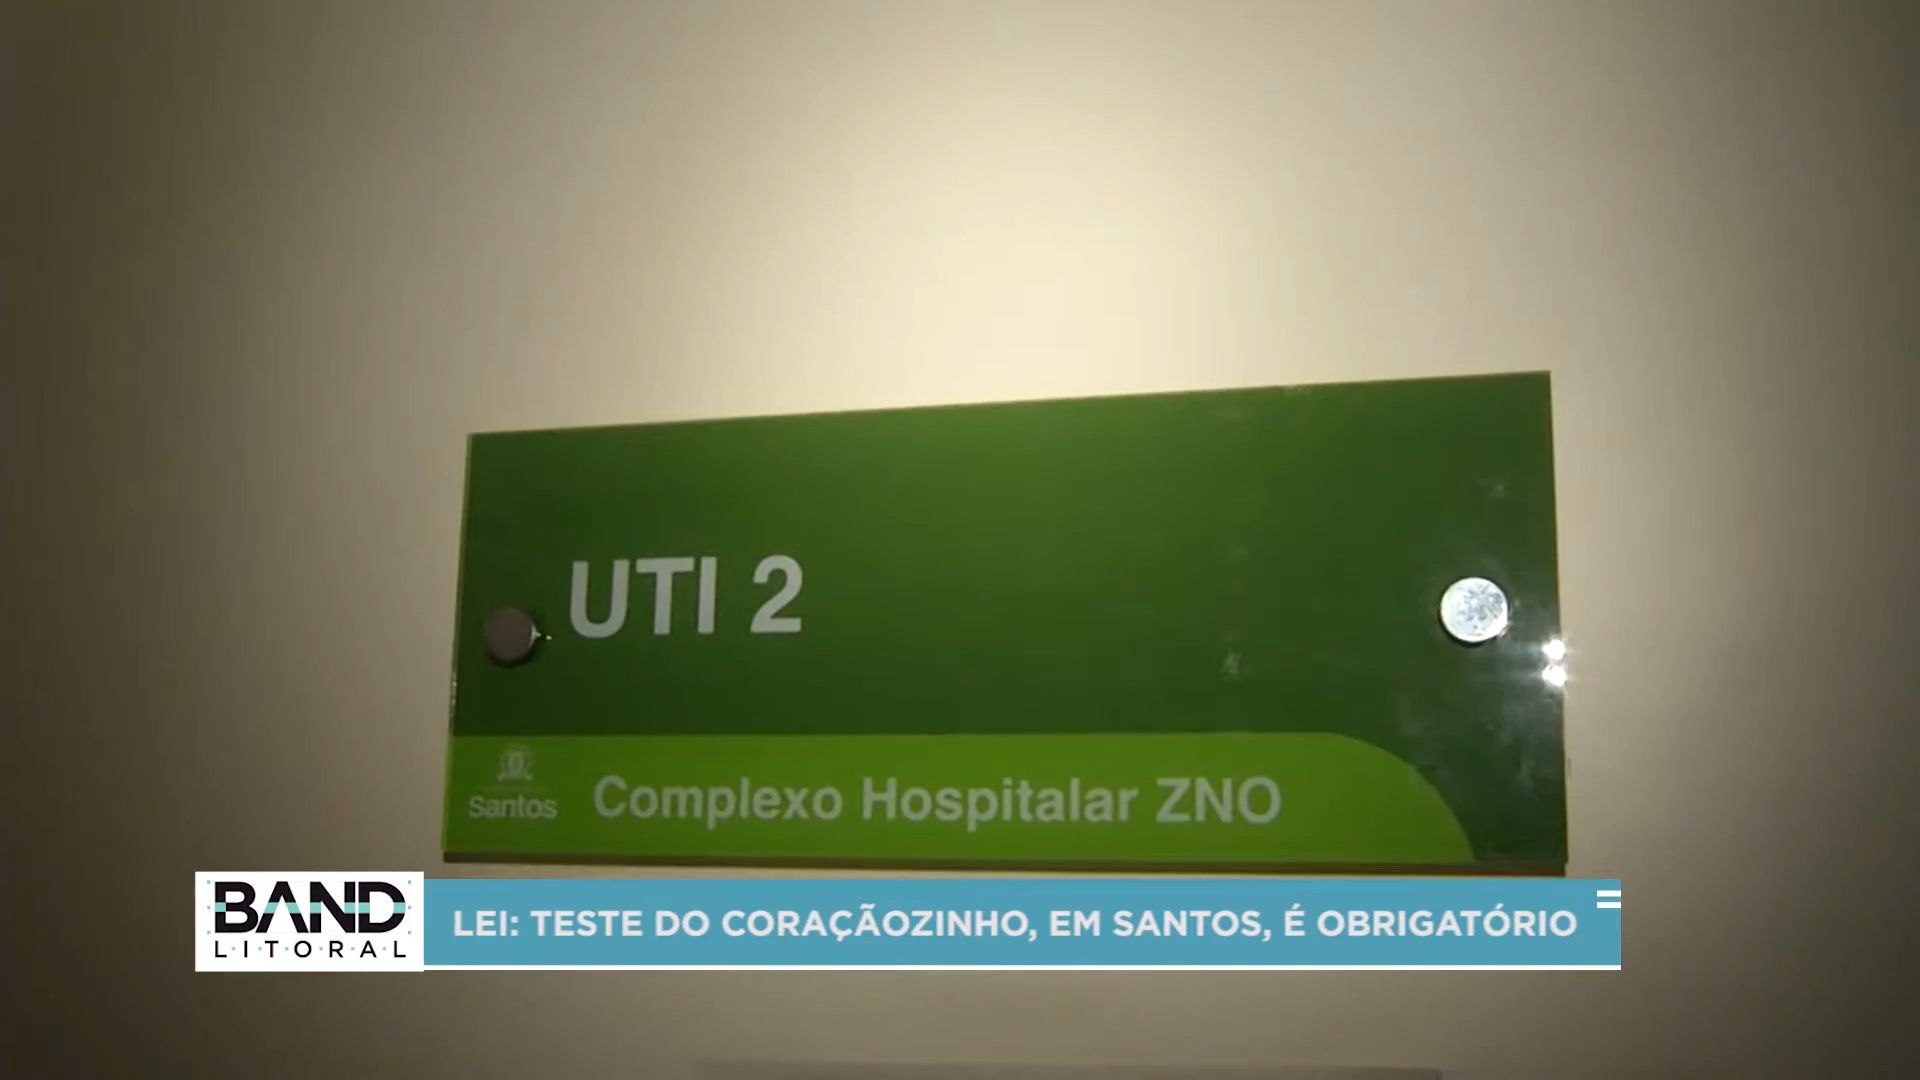 UTI 2
Santos
Complexo Hospitalar ZNO
BAND
LITORAL
LEI: TESTE DO CORAÇÃOZINHO, EM SANTOS, É OBRIGATÓRIO